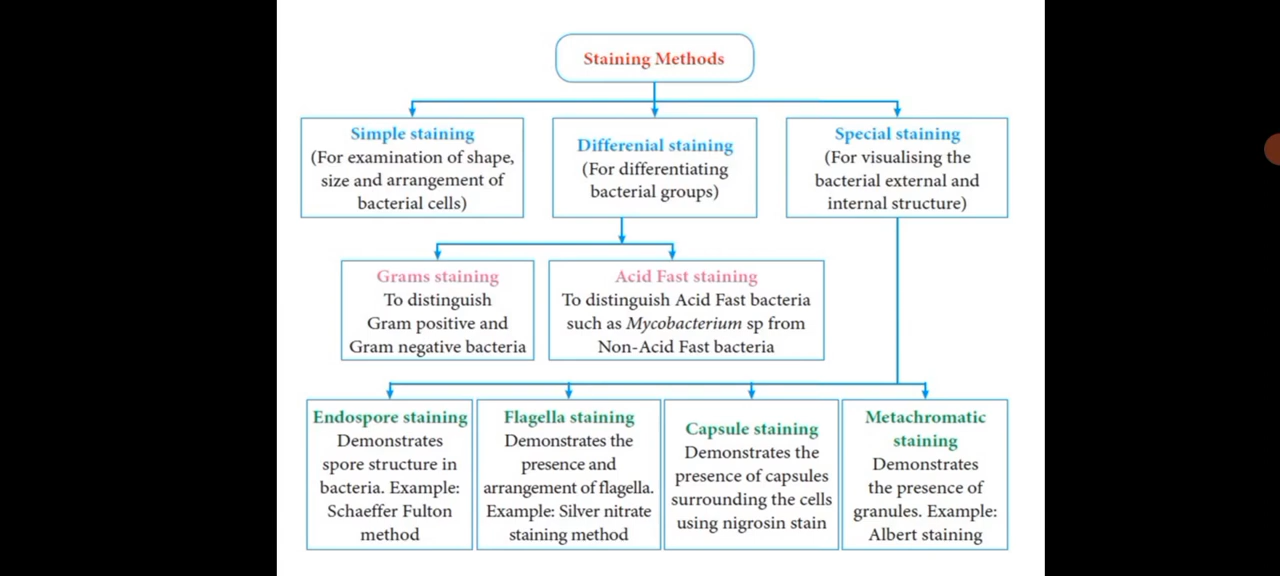 Staining Methods
Simple staining
(For examination of shape,
size and arrangement of
bacterial cells)
Differenial staining
(For differentiating
bacterial groups)
Special staining
(For visualising the
bacterial external and
internal structure)
Grams staining
To distinguish
Gram positive and
Gram negative bacteria
Acid Fast staining
To distinguish Acid Fast bacteria
such as Mycobacterium sp from
Non-Acid Fast bacteria
Endospore staining
Demonstrates
spore structure in
bacteria. Example:
Schaeffer Fulton
method
Flagella staining
Demonstrates the
presence and
arrangement of flagella.
Example: Silver nitrate
staining method
Capsule staining
Demonstrates the
presence of capsules
surrounding the cells
using nigrosin stain
Metachromatic
staining
Demonstrates
the presence of
granules. Example:
Albert staining